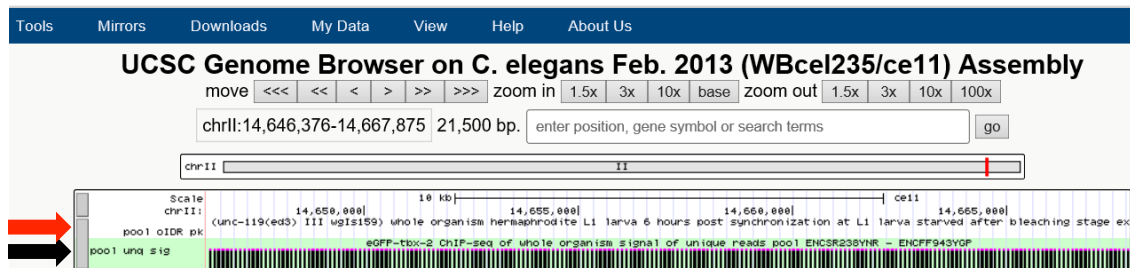 Tools Mirrors Downloads My Data View Help About Us
UCSC Genome Browser on C. elegans Feb. 2013 (WBcel235/ce11) Assembly
move <<< << < > >> >>> zoom in 1.5x 3x 10x base zoom out 1.5x 3x 10x 100x
chrII:14,646,376-14,667,875 21,500 bp. enter position, gene symbol or search terms go
chrII II
Scale 10 kb ce11
chrII: 14,650,000 14,655,000 14,660,000 14,665,000
(unc-119(ed3) III wgIs159) whole organism hermaphrodite L1 larva 6 hours post synchronization at L1 larva starved after bleaching stage ex
pool oIDR pk
eGFP-tbx-2 ChIP-seq of whole organism signal of unique reads pool ENCSR238YNR - ENCFF943YGP
pool unq sig